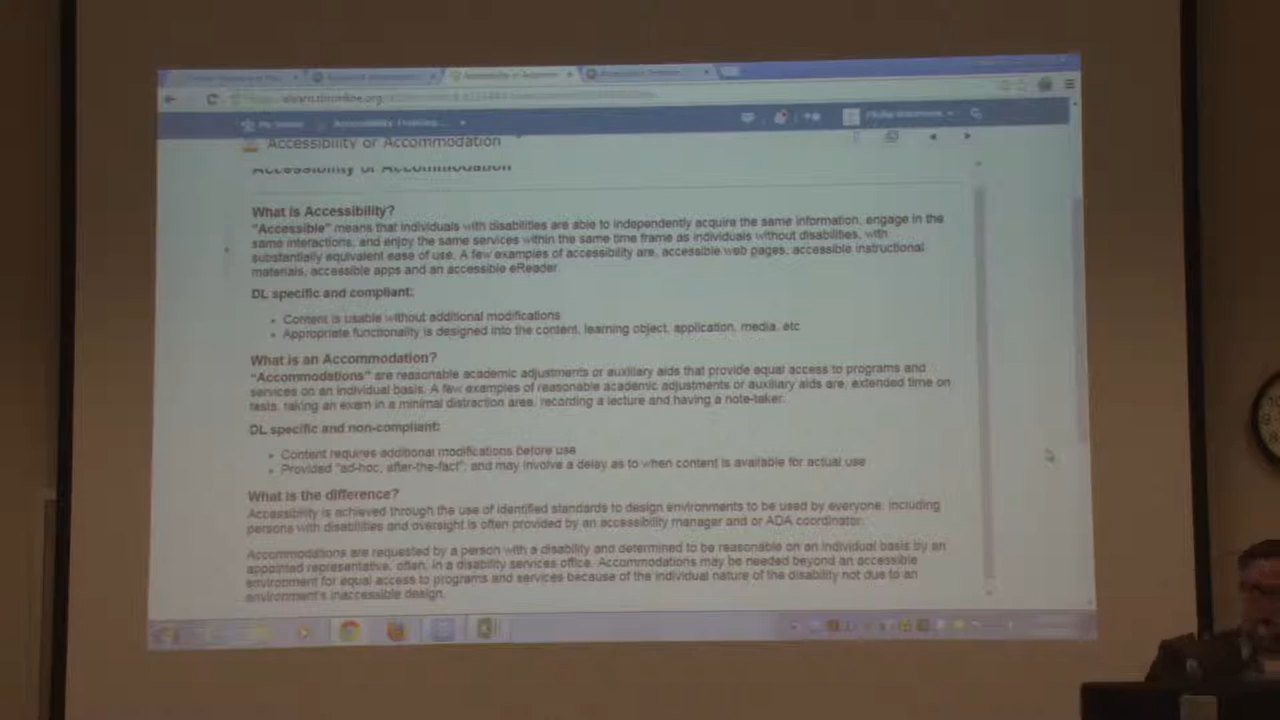 elearn.tbronline.org
Accessibility Training...
Accessibility or Accommodation
Accessibility or Accommodation
What is Accessibility?
"Accessible" means that individuals with disabilities are able to independently acquire the same information, engage in the
same interactions, and enjoy the same services within the same time frame as individuals without disabilities, with
substantially equivalent ease of use. A few examples of accessibility are, accessible web pages, accessible instructional
materials, accessible apps and an accessible eReader.
DL specific and compliant:
• Content is usable without additional modifications
• Appropriate functionality is designed into the content, learning object, application, media, etc
What is an Accommodation?
"Accommodations" are reasonable academic adjustments or auxiliary aids that provide equal access to programs and
services on an individual basis. A few examples of reasonable academic adjustments or auxiliary aids are, extended time on
tests, taking an exam in a minimal distraction area, recording a lecture and having a note-taker.
DL specific and non-compliant:
• Content requires additional modifications before use
• Provided "ad-hoc, after-the-fact", and may involve a delay as to when content is available for actual use
What is the difference?
Accessibility is achieved through the use of identified standards to design environments to be used by everyone, including
persons with disabilities and oversight is often provided by an accessibility manager and or ADA coordinator.
Accommodations are requested by a person with a disability and determined to be reasonable on an individual basis by an
appointed representative, often, in a disability services office. Accommodations may be needed beyond an accessible
environment for equal access to programs and services because of the individual nature of the disability not due to an
environment's inaccessible design.